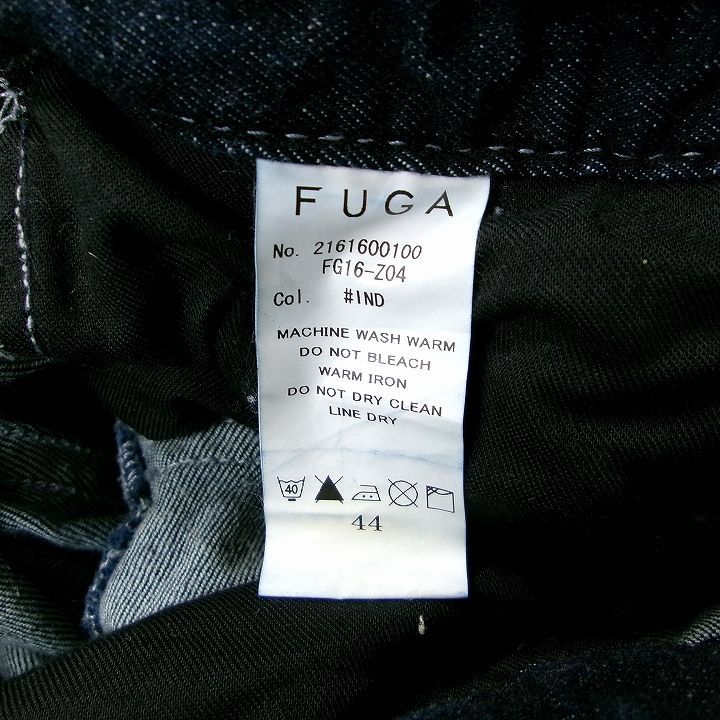 FUGA
No. 2161600100
FG16-Z04
Col. #IND
MACHINE WASH WARM
DO NOT BLEACH
WARM IRON
DO NOT DRY CLEAN
LINE DRY
40
44